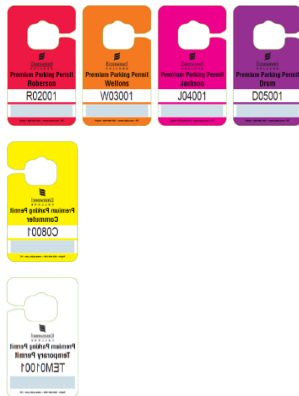 Premium Parking Permit
Roberson
R02001
Premium Parking Permit
Wellons
W03001
Premium Parking Permit
Jackson
J04001
Premium Parking Permit
Drum
D05001
Premium Parking Permit
Commuter
C08001
Premium Parking Permit
Temporary Permit
TEM01001